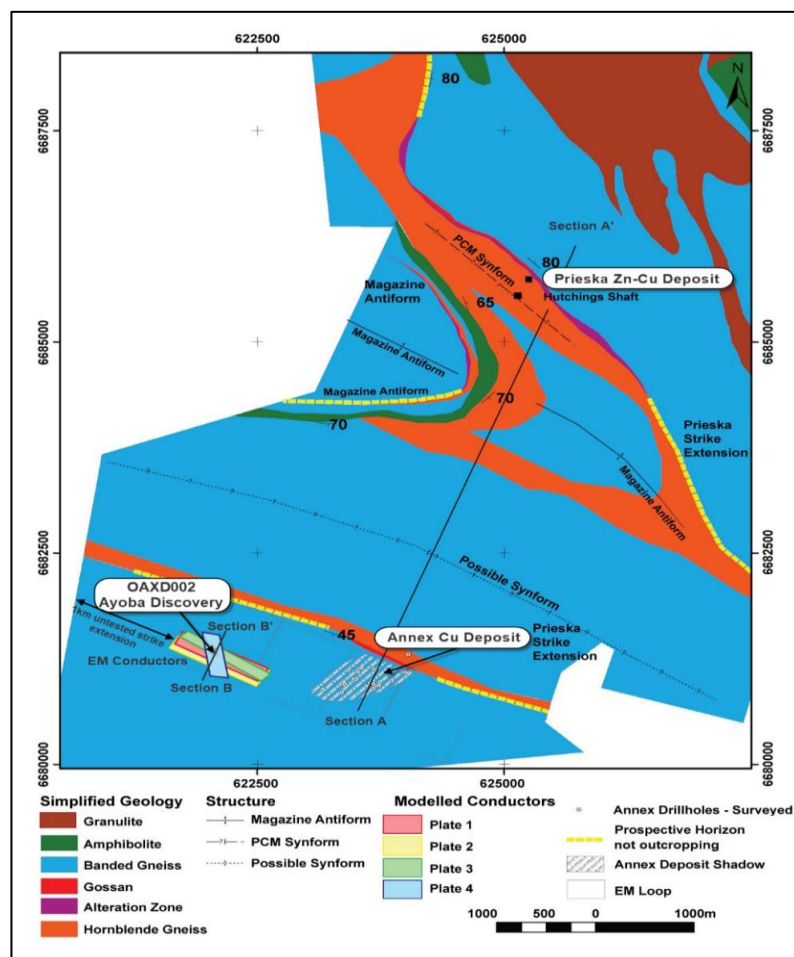 622500
625000
N
80
6687500
6687500
Section A'
PCM Synform
80
Prieska Zn-Cu Deposit
Hutchings Shaft
Magazine
Antiform
65
6685000
6685000
Magazine Antiform
Magazine Antiform
70
70
Prieska
Strike
Extension
Magazine Antiform
6682500
6682500
Possible Synform
OAXD002
Ayoba Discovery
Section B'
1km untested strike
extension
45
Annex Cu Deposit
Prieska
Strike
Extension
EM Conductors
Section B
Section A
6680000
6680000
622500
625000
Simplified Geology
Granulite
Amphibolite
Banded Gneiss
Gossan
Alteration Zone
Hornblende Gneiss
Structure
Magazine Antiform
PCM Synform
Possible Synform
Modelled Conductors
Plate 1
Plate 2
Plate 3
Plate 4
Annex Drillholes - Surveyed
Prospective Horizon
not outcropping
Annex Deposit Shadow
EM Loop
1000 500 0 1000m